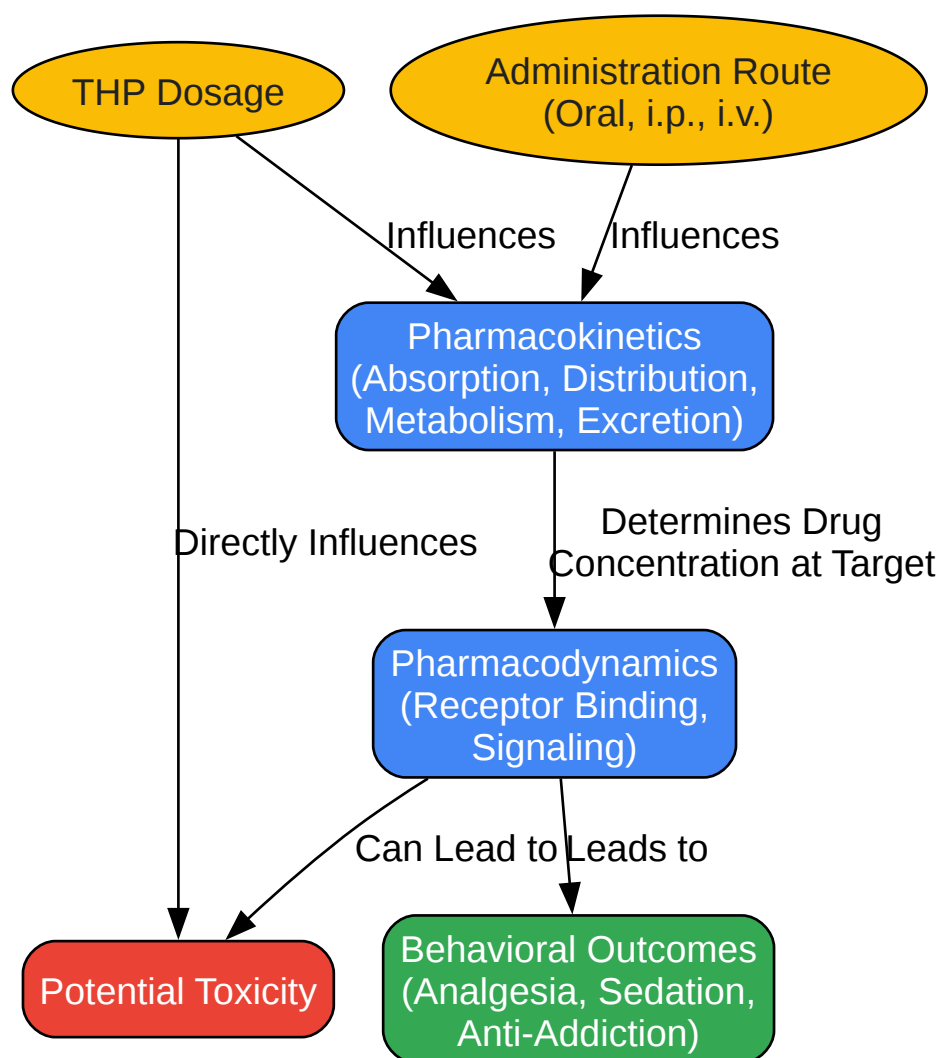 THP Dosage
Administration Route
(Oral, i.p., i.v.)
Influences
Influences
Pharmacokinetics
(Absorption, Distribution,
Metabolism, Excretion)
Directly Influences
Determines Drug
Concentration at Target
Pharmacodynamics
(Receptor Binding,
Signaling)
Can Lead to
Leads to
Potential Toxicity
Behavioral Outcomes
(Analgesia, Sedation,
Anti-Addiction)